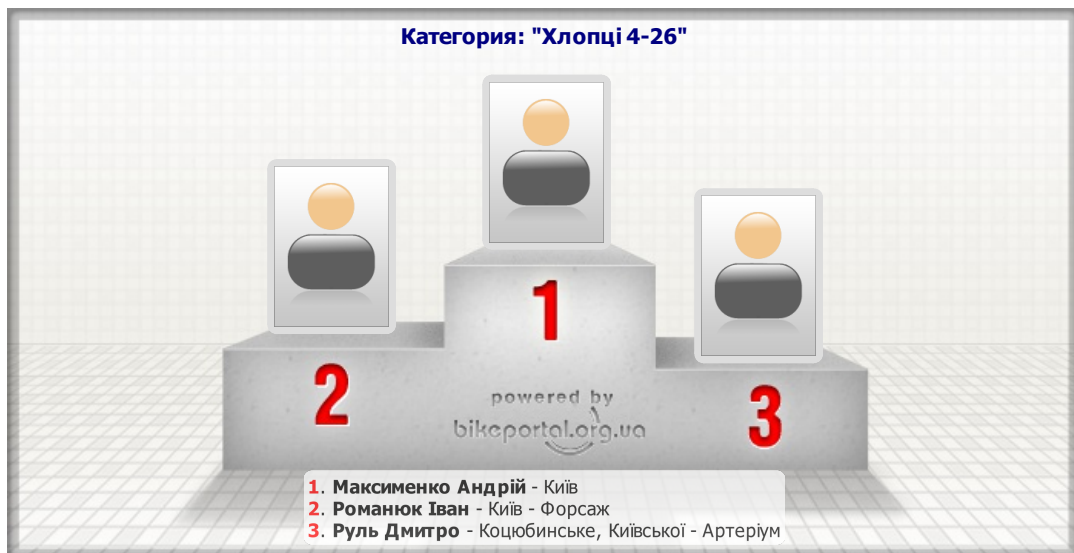 Категория: "Хлопці 4-26"
1
2
3
powered by
bikeportal.org.ua
1. Максименко Андрій - Київ
2. Романюк Іван - Київ - Форсаж
3. Руль Дмитро - Коцюбинське, Київської - Артеріум